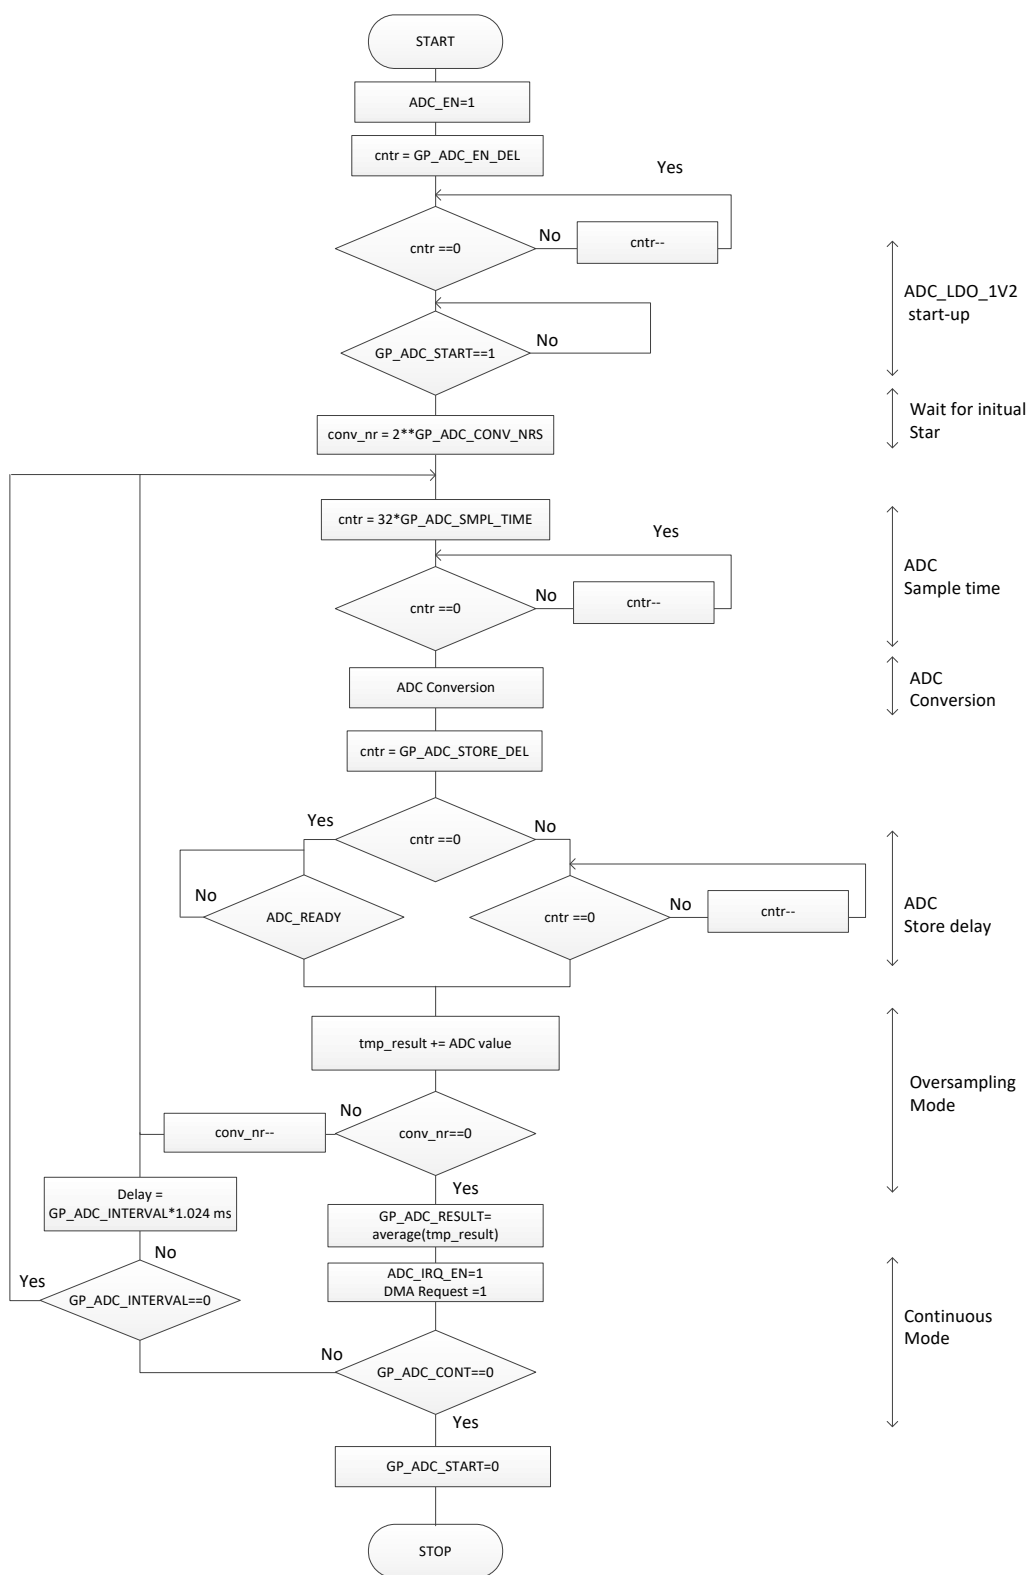 START
ADC_EN=1
cntr = GP_ADC_EN_DEL
Yes
cntr ==0
No
cntr--
ADC_LDO_1V2
start-up
GP_ADC_START==1
No
Wait for initual
Star
conv_nr = 2**GP_ADC_CONV_NRS
cntr = 32*GP_ADC_SMPL_TIME
Yes
cntr ==0
No
cntr--
ADC
Sample time
ADC Conversion
ADC
Conversion
cntr = GP_ADC_STORE_DEL
Yes
cntr ==0
No
No
ADC_READY
cntr ==0
No
cntr--
ADC
Store delay
tmp_result += ADC value
Oversampling
Mode
conv_nr--
No
conv_nr==0
Yes
Delay =
GP_ADC_INTERVAL*1.024 ms
GP_ADC_RESULT=
average(tmp_result)
No
Yes
GP_ADC_INTERVAL==0
ADC_IRQ_EN=1
DMA Request =1
Continuous
Mode
No
GP_ADC_CONT==0
Yes
GP_ADC_START=0
STOP